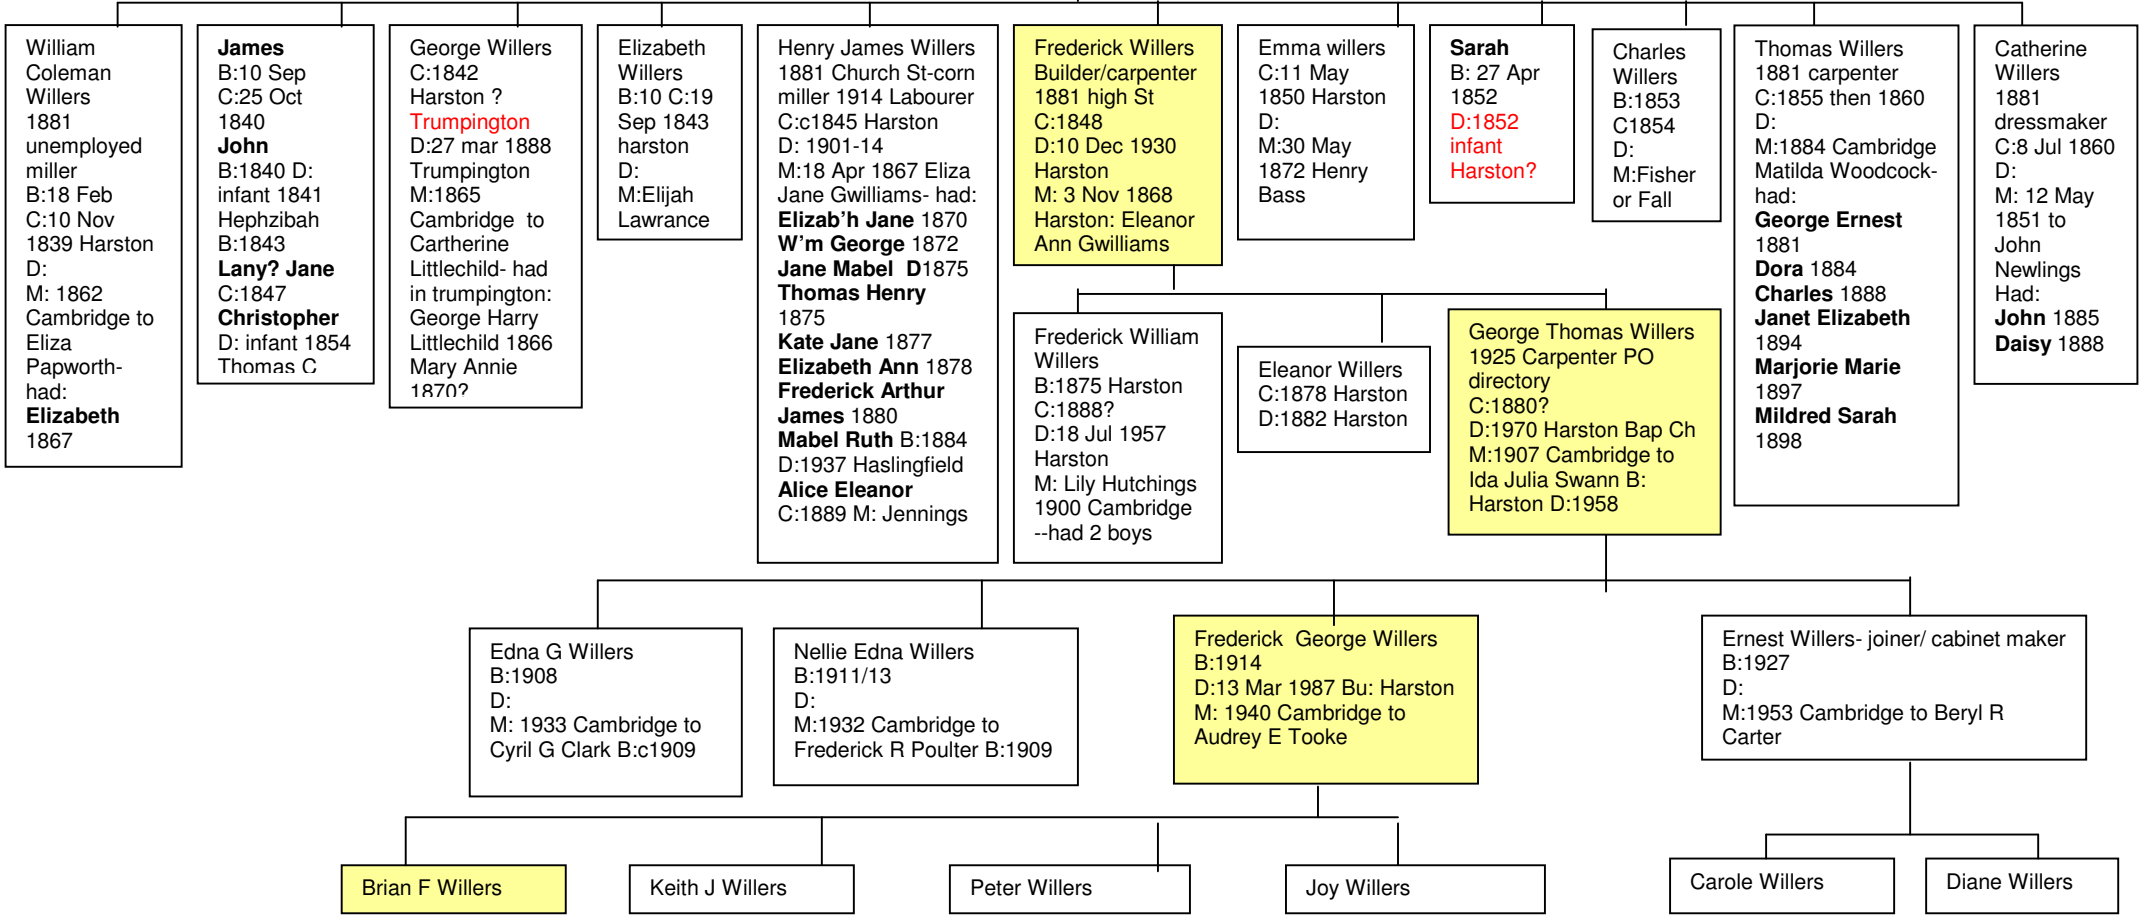 William
Coleman
Willers
1881
unemployed
miller
B:18 Feb
C:10 Nov
1839 Harston
D:
M: 1862
Cambridge to
Eliza
Papworth-
had:
Elizabeth
1867
James
B:10 Sep
C:25 Oct
1840
John
B:1840 D:
infant 1841
Hephzibah
B:1843
Lany? Jane
C:1847
Christopher
D: infant 1854
Thomas C
George Willers
C:1842
Harston ?
Trumpington
D:27 mar 1888
Trumpington
M:1865
Cambridge to
Cartherine
Littlechild- had
in trumpington:
George Harry
Littlechild 1866
Mary Annie
1870?
Elizabeth
Willers
B:10 C:19
Sep 1843
harston
D:
M:Elijah
Lawrance
Henry James Willers
1881 Church St-corn
miller 1914 Labourer
C:c1845 Harston
D: 1901-14
M:18 Apr 1867 Eliza
Jane Gwilliams- had:
Elizab'h Jane 1870
W'm George 1872
Jane Mabel D1875
Thomas Henry
1875
Kate Jane 1877
Elizabeth Ann 1878
Frederick Arthur
James 1880
Mabel Ruth B:1884
D:1937 Haslingfield
Alice Eleanor
C:1889 M: Jennings
Frederick Willers
Builder/carpenter
1881 high St
C:1848
D:10 Dec 1930
Harston
M: 3 Nov 1868
Harston: Eleanor
Ann Gwilliams
Emma willers
C:11 May
1850 Harston
D:
M:30 May
1872 Henry
Bass
Sarah
B: 27 Apr
1852
D:1852
infant
Harston?
Charles
Willers
B:1853
C1854
D:
M:Fisher
or Fall
Thomas Willers
1881 carpenter
C:1855 then 1860
D:
M:1884 Cambridge
Matilda Woodcock-
had:
George Ernest
1881
Dora 1884
Charles 1888
Janet Elizabeth
1894
Marjorie Marie
1897
Mildred Sarah
1898
Catherine
Willers
1881
dressmaker
C:8 Jul 1860
D:
M: 12 May
1851 to
John
Newlings
Had:
John 1885
Daisy 1888
Frederick William
Willers
B:1875 Harston
C:1888?
D:18 Jul 1957
Harston
M: Lily Hutchings
1900 Cambridge
--had 2 boys
Eleanor Willers
C:1878 Harston
D:1882 Harston
George Thomas Willers
1925 Carpenter PO
directory
C:1880?
D:1970 Harston Bap Ch
M:1907 Cambridge to
Ida Julia Swann B:
Harston D:1958
Edna G Willers
B:1908
D:
M: 1933 Cambridge to
Cyril G Clark B:c1909
Nellie Edna Willers
B:1911/13
D:
M:1932 Cambridge to
Frederick R Poulter B:1909
Frederick George Willers
B:1914
D:13 Mar 1987 Bu: Harston
M: 1940 Cambridge to
Audrey E Tooke
Ernest Willers- joiner/ cabinet maker
B:1927
D:
M:1953 Cambridge to Beryl R
Carter
Brian F Willers
Keith J Willers
Peter Willers
Joy Willers
Carole Willers
Diane Willers